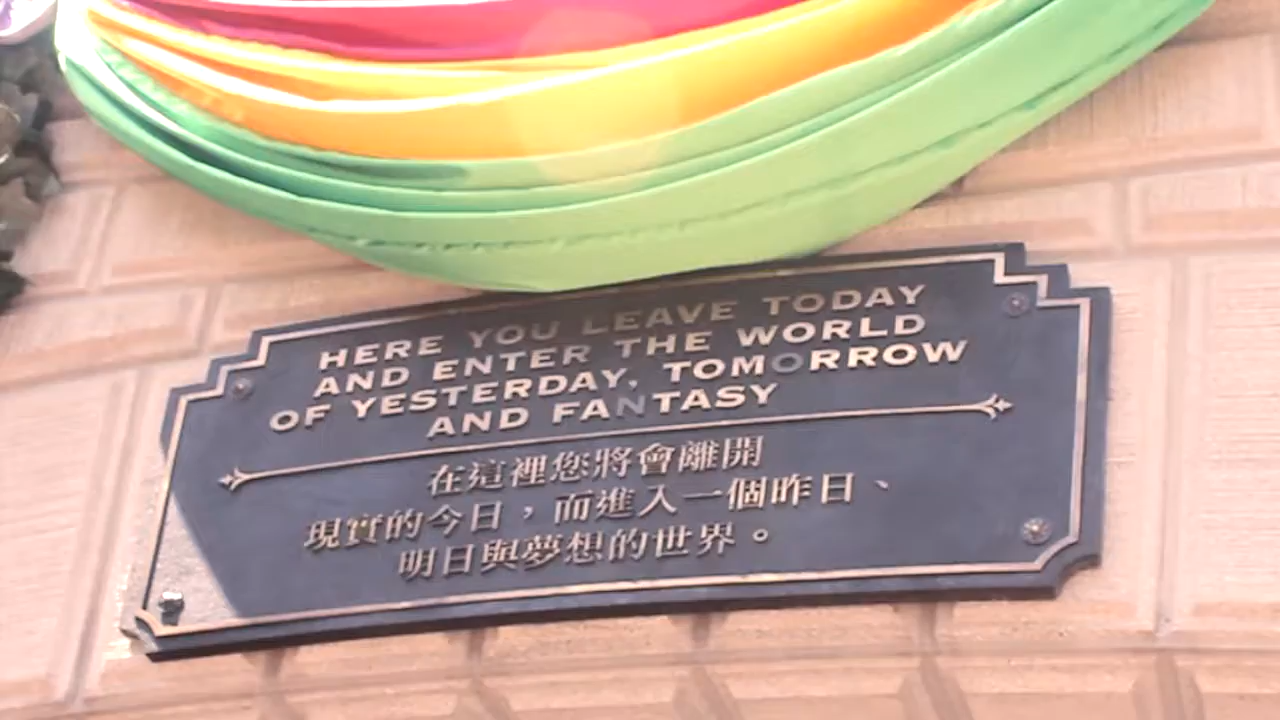 HERE YOU LEAVE TODAY
AND ENTER THE WORLD
OF YESTERDAY, TOMORROW
AND FANTASY
在這裡您將會離開
現實的今日，而進入一個昨日、
明日與夢想的世界。